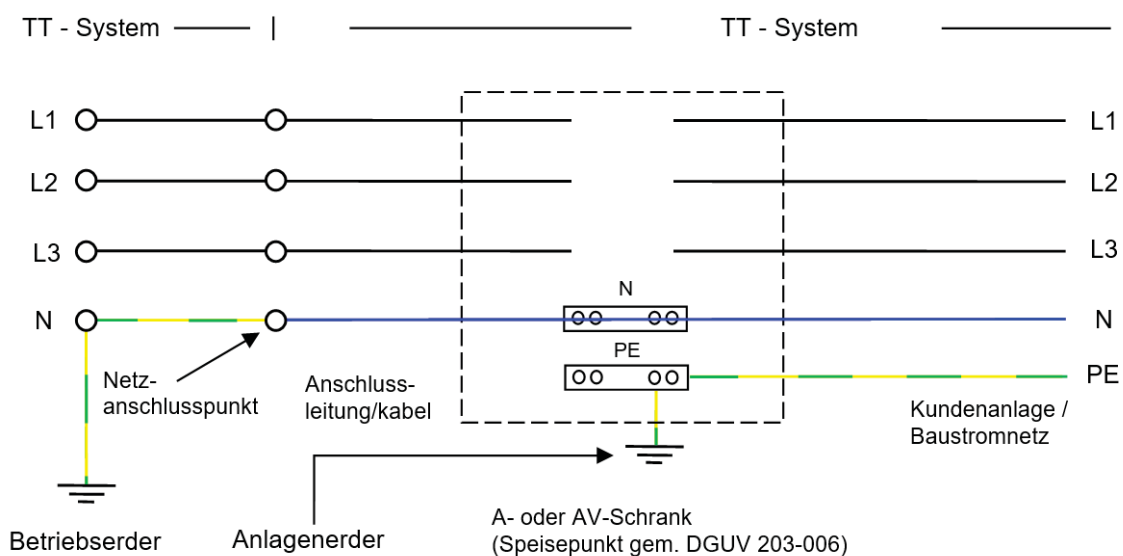 TT - System
TT - System
L1
L1
L2
L2
L3
L3
N
N
N
PE
PE
Netz-
anschlusspunkt
Anschluss-
leitung/kabel
Kundenanlage /
Baustromnetz
Betriebserder
Anlagenerder
A- oder AV-Schrank
(Speisepunkt gem. DGUV 203-006)